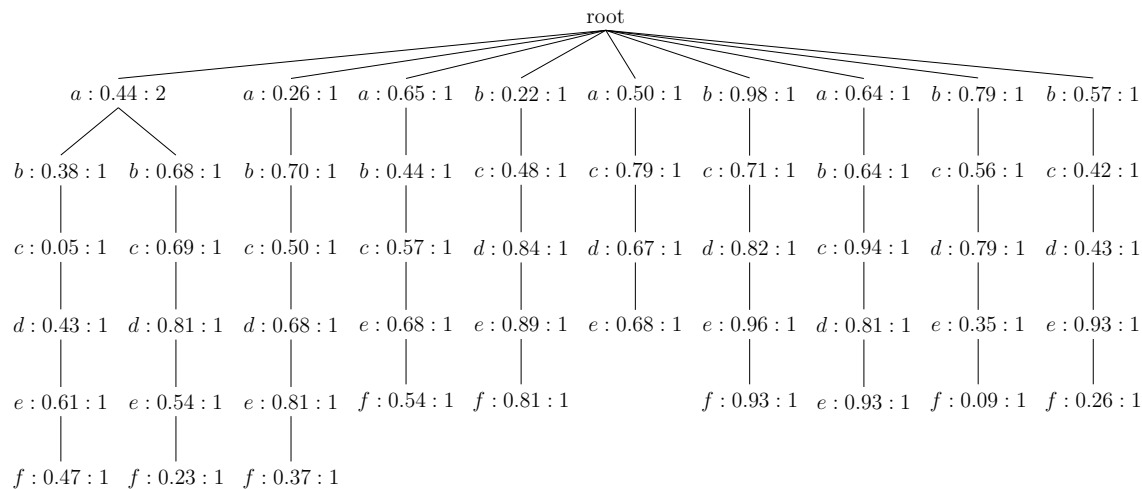 root
a : 0.44 : 2 a : 0.26 : 1 a : 0.65 : 1 b : 0.22 : 1 a : 0.50 : 1 b : 0.98 : 1 a : 0.64 : 1 b : 0.79 : 1 b : 0.57 : 1
b : 0.38 : 1 b : 0.68 : 1 b : 0.70 : 1 b : 0.44 : 1 c : 0.48 : 1 c : 0.79 : 1 c : 0.71 : 1 b : 0.64 : 1 c : 0.56 : 1 c : 0.42 : 1
c : 0.05 : 1 c : 0.69 : 1 c : 0.50 : 1 c : 0.57 : 1 d : 0.84 : 1 d : 0.67 : 1 d : 0.82 : 1 c : 0.94 : 1 d : 0.79 : 1 d : 0.43 : 1
d : 0.43 : 1 d : 0.81 : 1 d : 0.68 : 1 e : 0.68 : 1 e : 0.89 : 1 e : 0.68 : 1 e : 0.96 : 1 d : 0.81 : 1 e : 0.35 : 1 e : 0.93 : 1
e : 0.61 : 1 e : 0.54 : 1 e : 0.81 : 1 f : 0.54 : 1 f : 0.81 : 1 f : 0.93 : 1 e : 0.93 : 1 f : 0.09 : 1 f : 0.26 : 1
f : 0.47 : 1 f : 0.23 : 1 f : 0.37 : 1